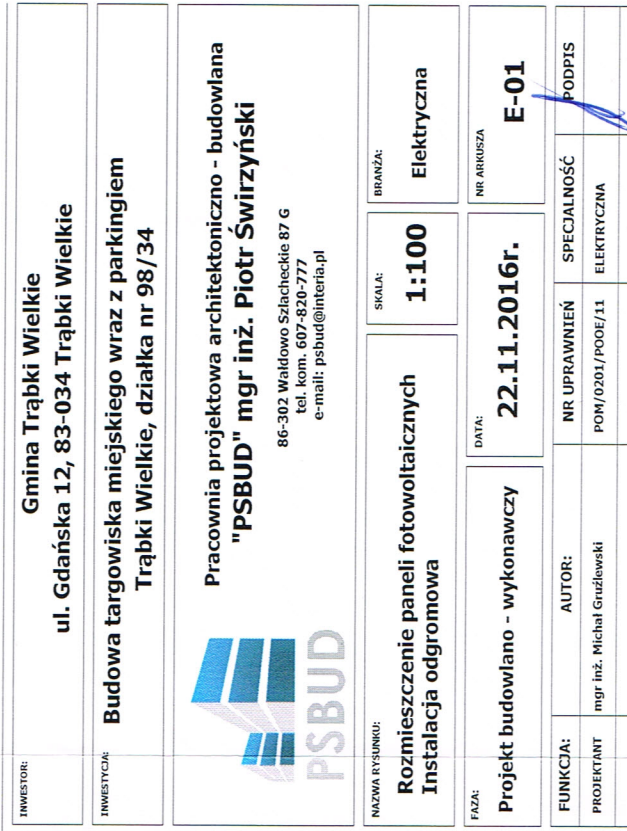 INWESTOR:
Gmina Trąbki Wielkie
ul. Gdańska 12, 83-034 Trąbki Wielkie
INWESTYCJA:
Budowa targowiska miejskiego wraz z parkingiem
Trąbki Wielkie, działka nr 98/34
PSBUD
Pracownia projektowa architektoniczno - budowlana
"PSBUD" mgr inż. Piotr Świrzyński
86-302 Wałdowo Szlacheckie 87 G
tel. kom. 607-820-777
e-mail: psbud@interia.pl
NAZWA RYSUNKU:
Rozmieszczenie paneli fotowoltaicznych
Instalacja odgromowa
SKALA:
1:100
BRANŻA:
Elektryczna
FAZA:
Projekt budowlano - wykonawczy
DATA:
22.11.2016r.
NR ARKUSZA
E-01
FUNKCJA: AUTOR: NR UPRAWNIEŃ SPECJALNOŚĆ PODPIS
PROJEKTANT mgr inż. Michał Gruźlewski POM/0201/POOE/11 ELEKTRYCZNA